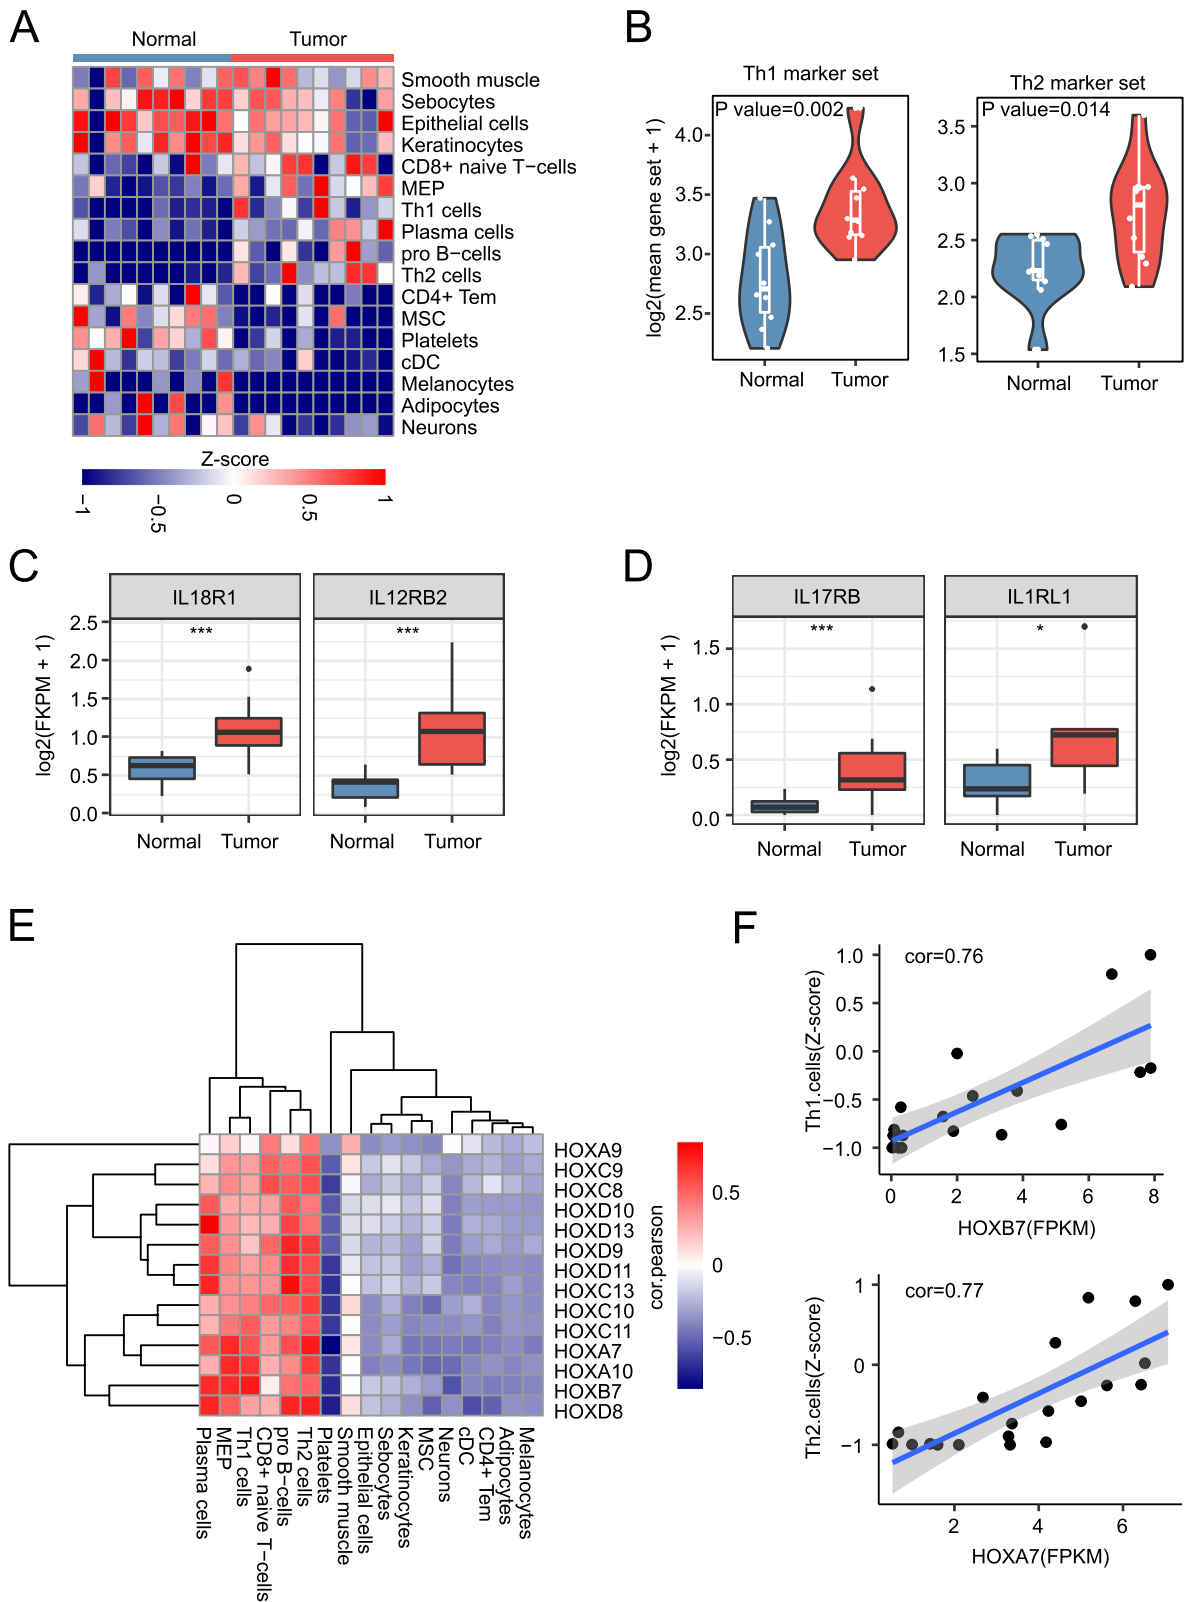 A
Normal
Tumor
Smooth muscle
Sebocytes
Epithelial cells
Keratinocytes
CD8+ naive T−cells
MEP
Th1 cells
Plasma cells
pro B−cells
Th2 cells
CD4+ Tem
MSC
Platelets
cDC
Melanocytes
Adipocytes
Neurons
Z-score
−1
−0.5
0
0.5
1
B
Th1 marker set
P value=0.002
log2(mean gene set + 1)
4.0
3.5
3.0
2.5
Normal
Tumor
Th2 marker set
P value=0.014
3.5
3.0
2.5
2.0
1.5
Normal
Tumor
C
IL18R1
IL12RB2
***
***
log2(FKPM + 1)
2.5
2.0
1.5
1.0
0.5
0.0
Normal
Tumor
Normal
Tumor
D
IL17RB
IL1RL1
***
*
log2(FKPM + 1)
1.5
1.0
0.5
0.0
Normal
Tumor
Normal
Tumor
E
HOXA9
HOXC9
HOXC8
HOXD10
HOXD13
HOXD9
HOXD11
HOXC13
HOXC10
HOXC11
HOXA7
HOXA10
HOXB7
HOXD8
Plasma cells
MEP
Th1 cells
CD8+ naive T−cells
pro B−cells
Th2 cells
Platelets
Smooth muscle
Epithelial cells
Sebocytes
Keratinocytes
MSC
Neurons
cDC
CD4+ Tem
Adipocytes
Melanocytes
cor.pearson
0.5
0
−0.5
F
cor=0.76
Th1.cells(Z−score)
1.0
0.5
0.0
−0.5
−1.0
0
2
4
6
8
HOXB7(FPKM)
cor=0.77
Th2.cells(Z−score)
1
0
−1
2
4
6
HOXA7(FPKM)